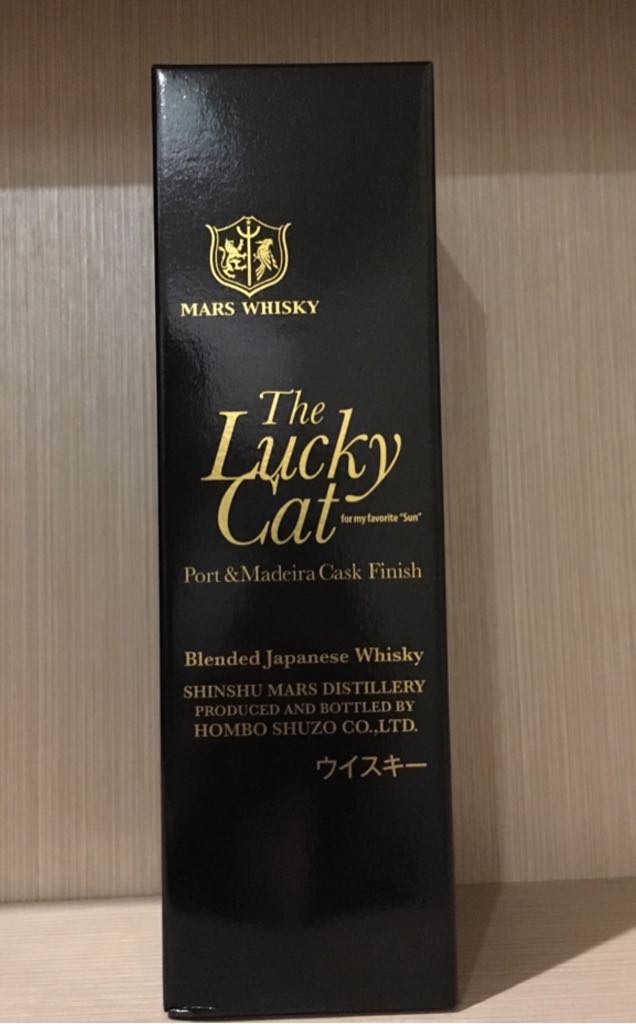 MARS WHISKY
The
Lucky
Cat
for my favorite "Sun"
Port & Madeira Cask Finish
Blended Japanese Whisky
SHINSHU MARS DISTILLERY
PRODUCED AND BOTTLED BY
HOMBO SHUZO CO.,LTD.
ウイスキー